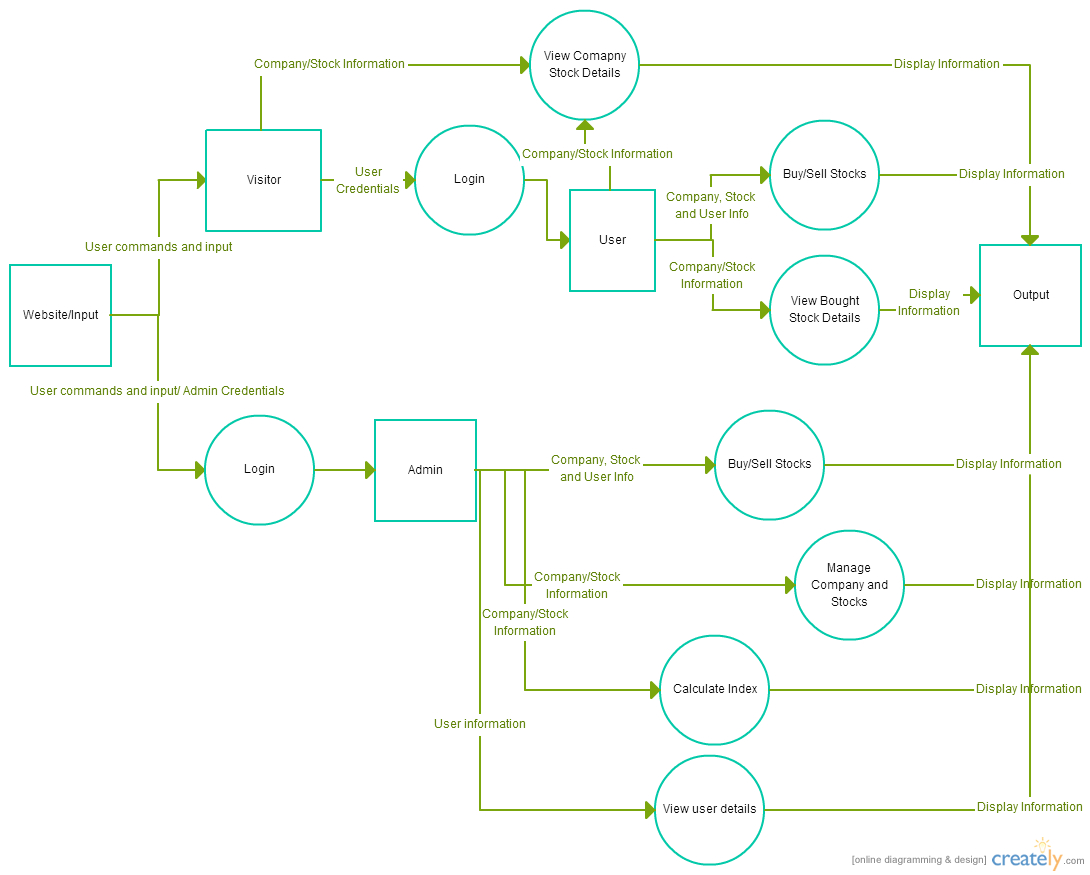 View Comapny
Stock Details
Company/Stock Information
Display Information
Company/Stock Information
Visitor
User
Credentials
Login
Buy/Sell Stocks
Display Information
Company, Stock
and User Info
User
User commands and input
Company/Stock
Information
Website/Input
View Bought
Stock Details
Display
Information
Output
User commands and input/ Admin Credentials
Login
Admin
Company, Stock
and User Info
Buy/Sell Stocks
Display Information
Company/Stock
Information
Manage
Company and
Stocks
Display Information
Company/Stock
Information
Calculate Index
Display Information
User information
View user details
Display Information
[online diagramming & design] creately.com